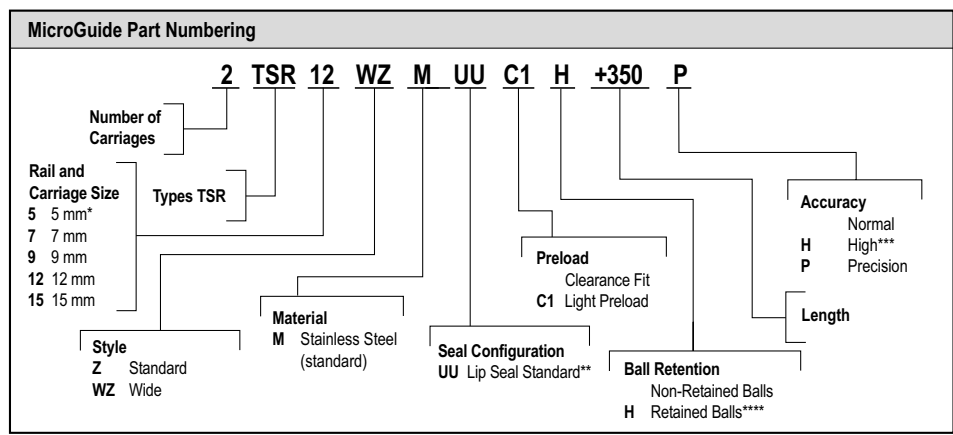 MicroGuide Part Numbering
2 TSR 12 WZ M UU C1 H +350 P
Number of
Carriages
Rail and
Carriage Size
5 5 mm*
7 7 mm
9 9 mm
12 12 mm
15 15 mm
Types TSR
Style
Z Standard
WZ Wide
Material
M Stainless Steel
(standard)
Seal Configuration
UU Lip Seal Standard**
Preload
Clearance Fit
C1 Light Preload
Ball Retention
Non-Retained Balls
H Retained Balls****
Length
Accuracy
Normal
H High***
P Precision